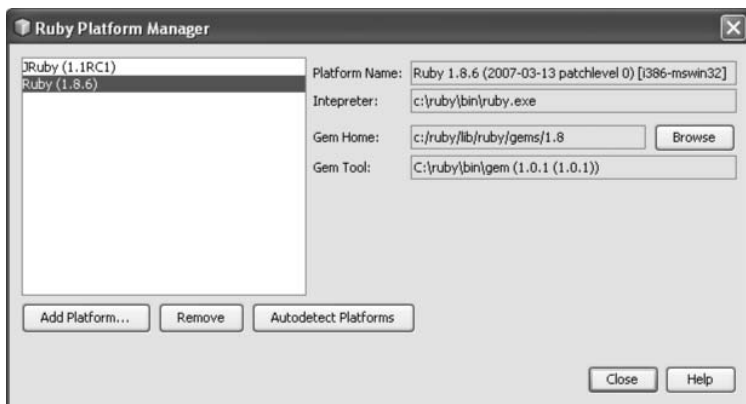 Ruby Platform Manager
JRuby (1.1RC1)
Ruby (1.8.6)
Platform Name: Ruby 1.8.6 (2007-03-13 patchlevel 0) [i386-mswin32]
Intepreter: c:\ruby\bin\ruby.exe
Gem Home: c:/ruby/lib/ruby/gems/1.8 Browse
Gem Tool: C:\ruby\bin\gem (1.0.1 (1.0.1))
Add Platform... Remove Autodetect Platforms
Close Help